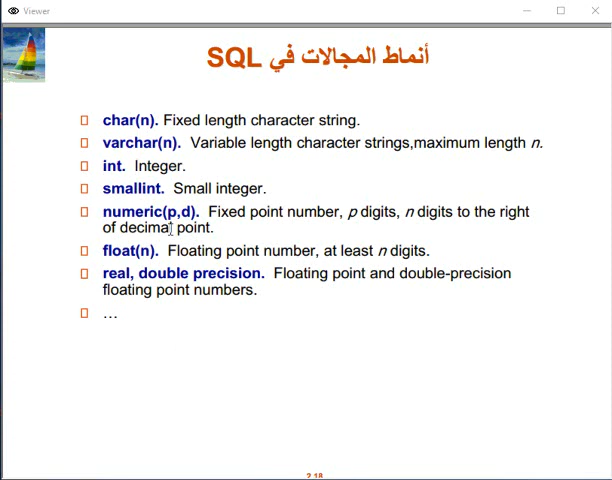 Viewer
أنماط المجالات في SQL
char(n). Fixed length character string.
varchar(n). Variable length character strings,maximum length n.
int. Integer.
smallint. Small integer.
numeric(p,d). Fixed point number, p digits, n digits to the right
of decimal point.
float(n). Floating point number, at least n digits.
real, double precision. Floating point and double-precision
floating point numbers.
…
2.18